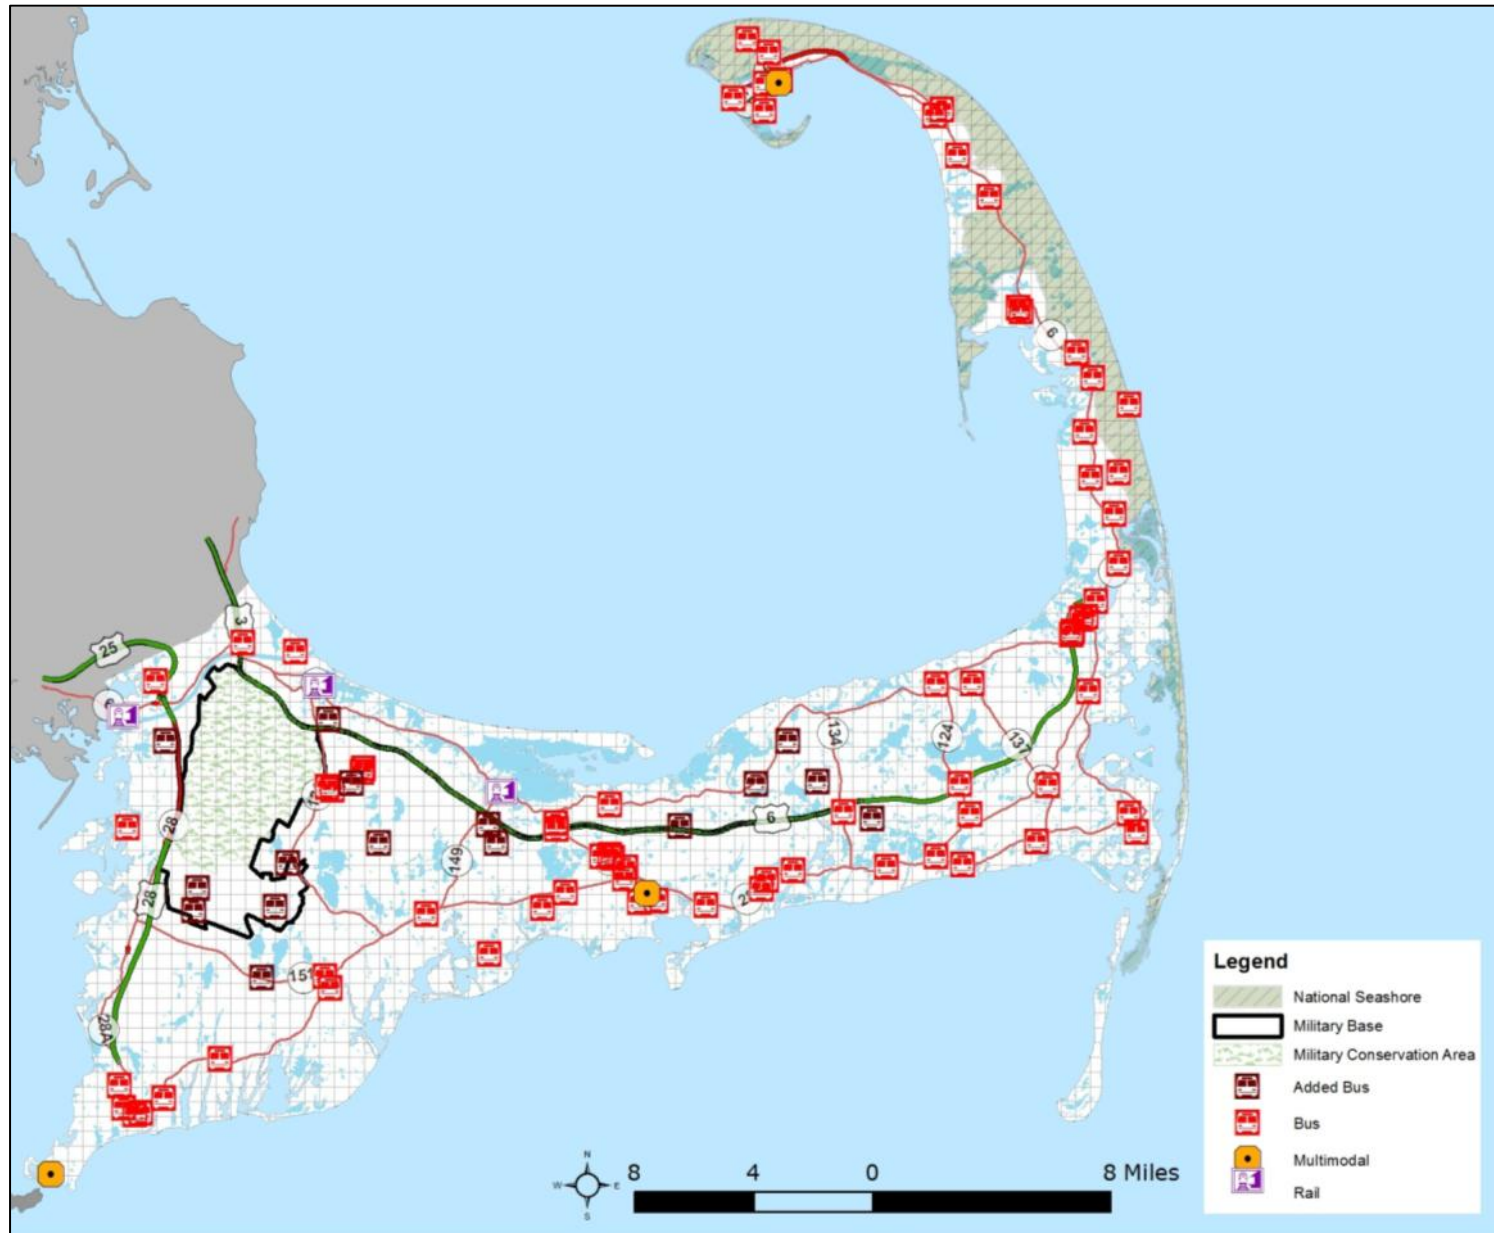 6
3
25
6
134
124
137
28
6
149
28
151
28A
Legend
National Seashore
Military Base
Military Conservation Area
Added Bus
Bus
Multimodal
Rail
N
W E
S
8 4 0 8 Miles